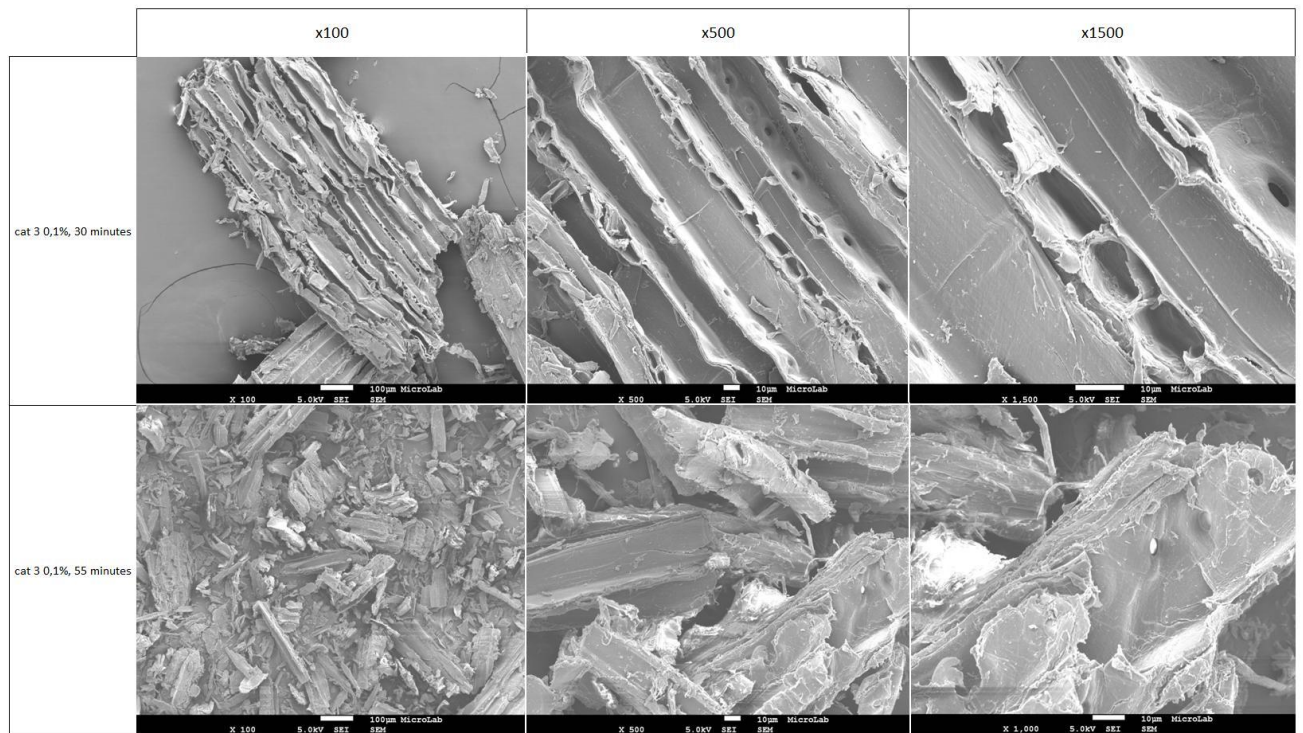 x100 x500 x1500
cat 3 0,1%, 30 minutes
100µm MicroLab 10µm MicroLab 10µm MicroLab
X 100 5.0kV SEI SEM X 500 5.0kV SEI SEM X 1,500 5.0kV SEI SEM
cat 3 0,1%, 55 minutes
100µm MicroLab 10µm MicroLab 10µm MicroLab
X 100 5.0kV SEI SEM X 500 5.0kV SEI SEM X 1,000 5.0kV SEI SEM